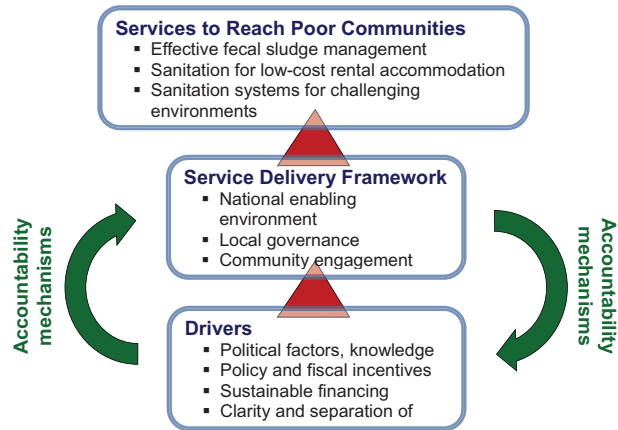 Services to Reach Poor Communities
▪ Effective fecal sludge management
▪ Sanitation for low-cost rental accommodation
▪ Sanitation systems for challenging
environments
Service Delivery Framework
▪ National enabling
environment
▪ Local governance
▪ Community engagement
Accountability
mechanisms
Accountability
mechanisms
Drivers
▪ Political factors, knowledge
▪ Policy and fiscal incentives
▪ Sustainable financing
▪ Clarity and separation of